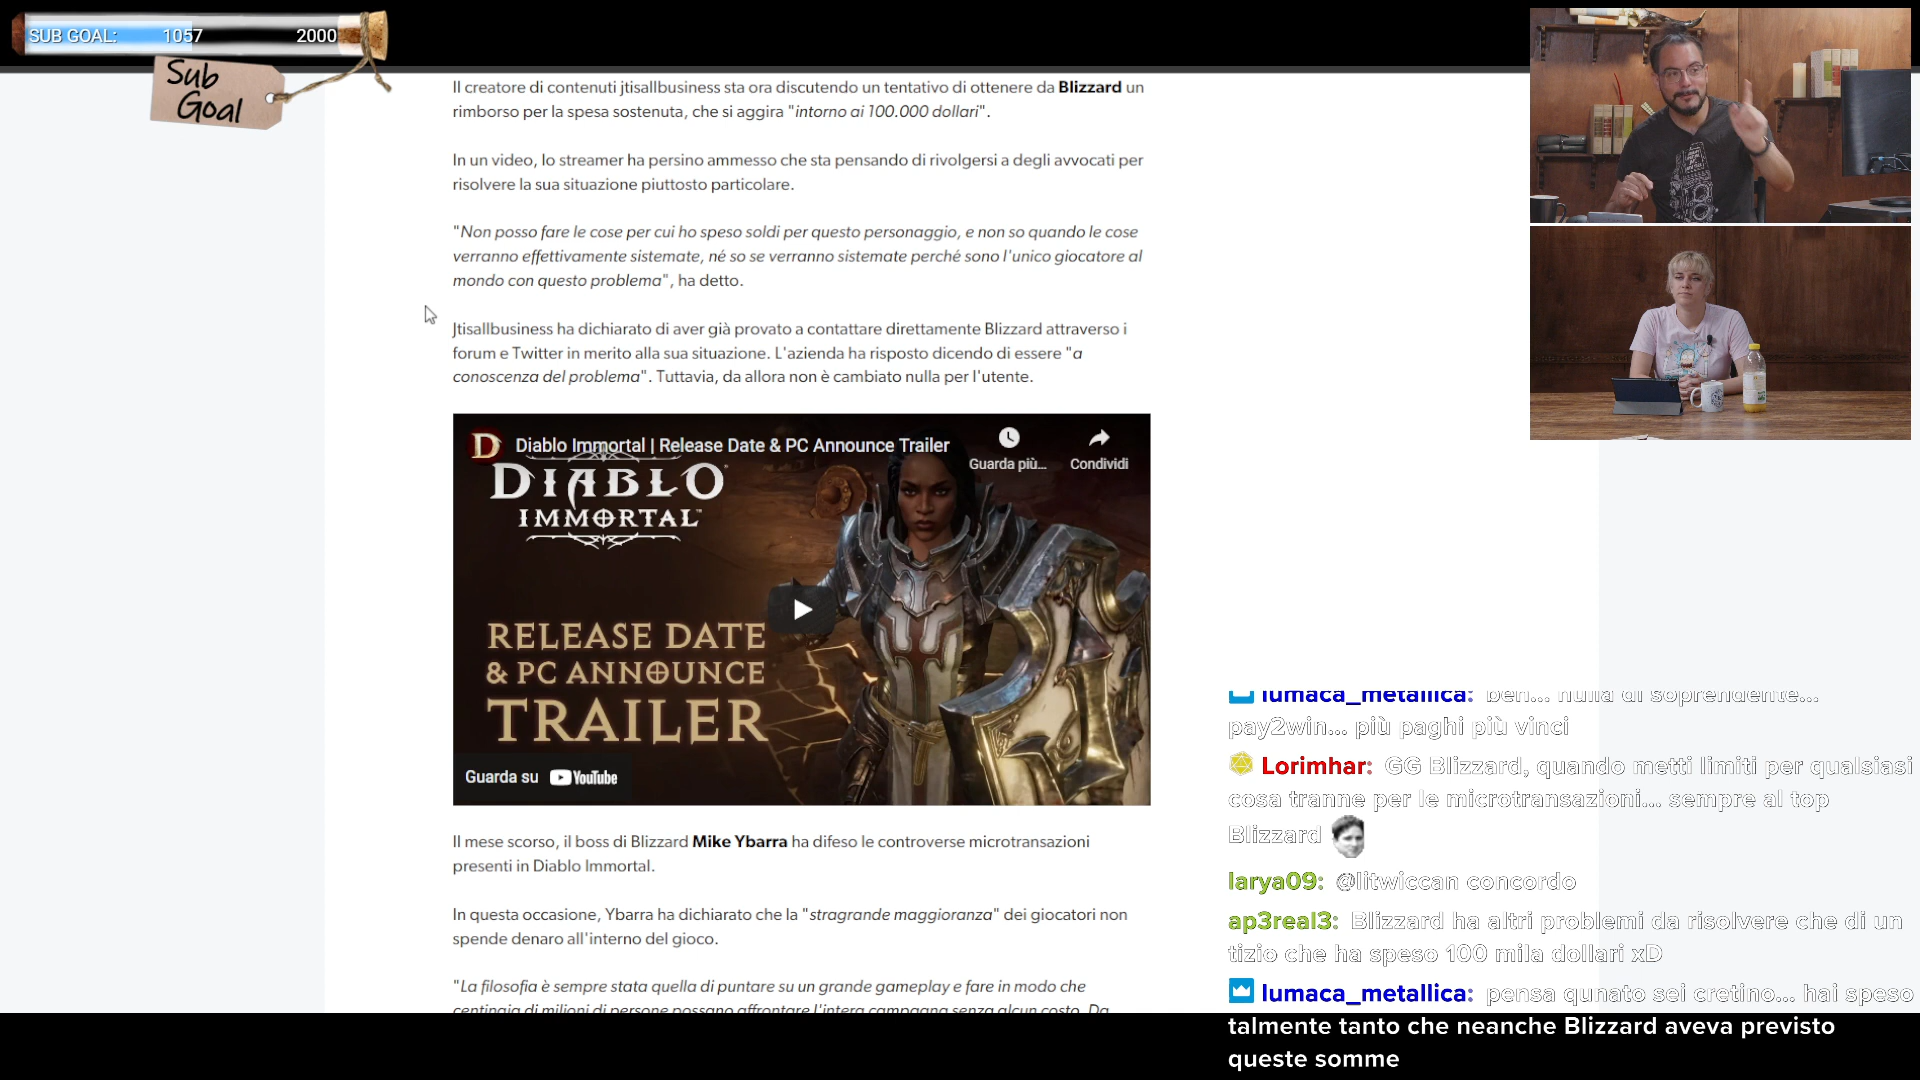 SUB GOAL: 1057 2000
Sub
Goal
Il creatore di contenuti jtisallbusiness sta ora discutendo un tentativo di ottenere da Blizzard un
rimborso per la spesa sostenuta, che si aggira "intorno ai 100.000 dollari".
In un video, lo streamer ha persino ammesso che sta pensando di rivolgersi a degli avvocati per
risolvere la sua situazione piuttosto particolare.
"Non posso fare le cose per cui ho speso soldi per questo personaggio, e non so quando le cose
verranno effettivamente sistemate, né so se verranno sistemate perché sono l'unico giocatore al
mondo con questo problema", ha detto.
Jtisallbusiness ha dichiarato di aver già provato a contattare direttamente Blizzard attraverso i
forum e Twitter in merito alla sua situazione. L'azienda ha risposto dicendo di essere "a
conoscenza del problema". Tuttavia, da allora non è cambiato nulla per l'utente.
D Diablo Immortal | Release Date & PC Announce Trailer
Guarda più... Condividi
DIABLO
IMMORTAL
RELEASE DATE
& PC ANNOUNCE
TRAILER
Guarda su YouTube
Il mese scorso, il boss di Blizzard Mike Ybarra ha difeso le controverse microtransazioni
presenti in Diablo Immortal.
In questa occasione, Ybarra ha dichiarato che la "stragrande maggioranza" dei giocatori non
spende denaro all'interno del gioco.
"La filosofia è sempre stata quella di puntare su un grande gameplay e fare in modo che
centinaia di milioni di persone possano affrontare l'intera campagna senza alcun costo. Da
lumaca_metallica: beh... nulla di soprendente...
pay2win... più paghi più vinci
Lorimhar: GG Blizzard, quando metti limiti per qualsiasi
cosa tranne per le microtransazioni... sempre al top
Blizzard
larya09: @litwiccan concordo
ap3real3: Blizzard ha altri problemi da risolvere che di un
tizio che ha speso 100 mila dollari xD
lumaca_metallica: pensa qunato sei cretino... hai speso
talmente tanto che neanche Blizzard aveva previsto
queste somme